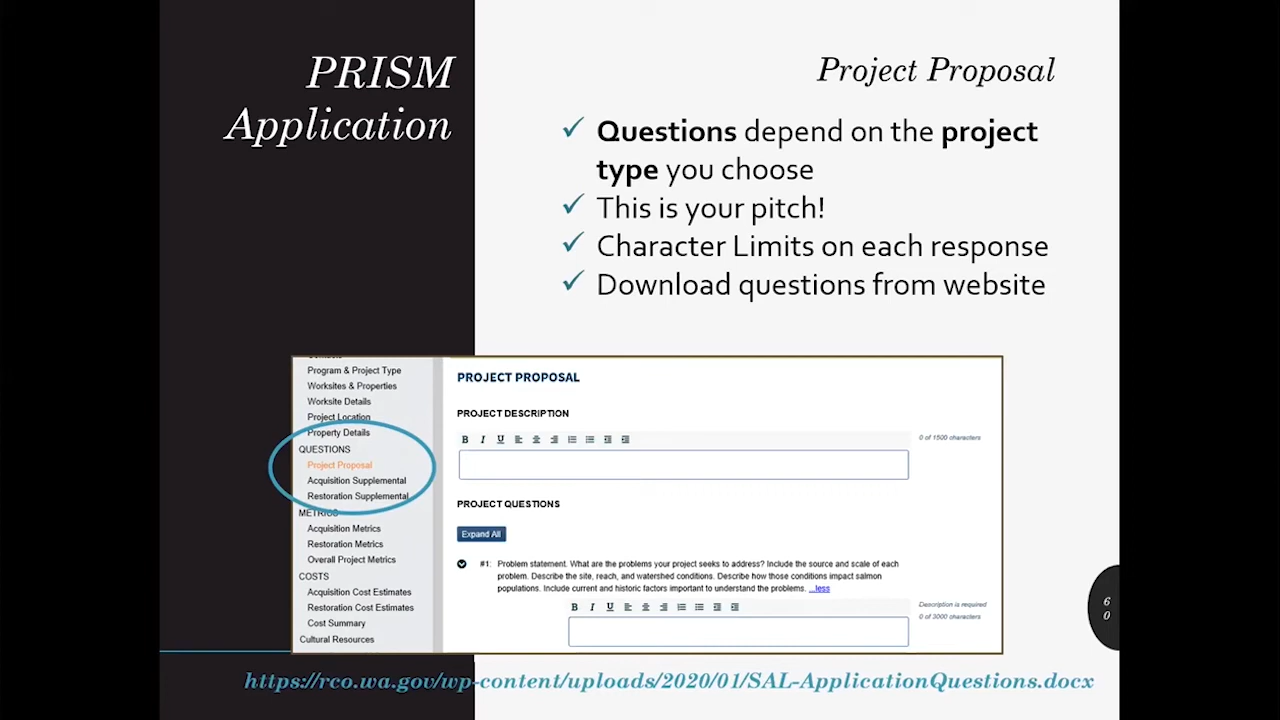 PRISM
Application
Project Proposal
✓ Questions depend on the project
type you choose
✓ This is your pitch!
✓ Character Limits on each response
✓ Download questions from website
Program & Project Type
Worksites & Properties
Worksite Details
Project Location
Property Details
QUESTIONS
Project Proposal
Acquisition Supplemental
Restoration Supplemental
METRICS
Acquisition Metrics
Restoration Metrics
Overall Project Metrics
COSTS
Acquisition Cost Estimates
Restoration Cost Estimates
Cost Summary
Cultural Resources
PROJECT PROPOSAL
PROJECT DESCRIPTION
B I U
0 of 1500 characters
PROJECT QUESTIONS
Expand All
#1: Problem statement. What are the problems your project seeks to address? Include the source and scale of each
problem. Describe the site, reach, and watershed conditions. Describe how those conditions impact salmon
populations. Include current and historic factors important to understand the problems. ...less
B I U
Description is required
0 of 3000 characters
6
0
https://rco.wa.gov/wp-content/uploads/2020/01/SAL-ApplicationQuestions.docx